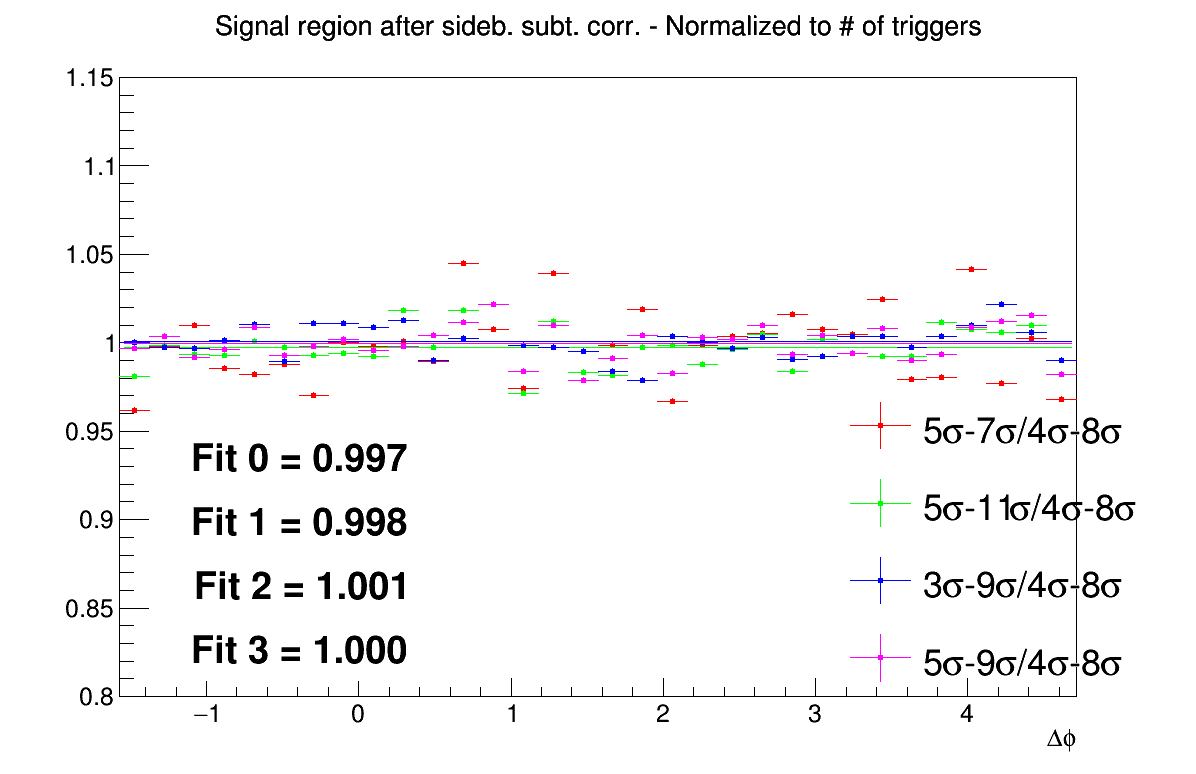 Signal region after sideb. subt. corr. - Normalized to # of triggers
1.15
1.1
1.05
1
0.95
0.9
0.85
0.8
Fit 0 = 0.997
Fit 1 = 0.998
Fit 2 = 1.001
Fit 3 = 1.000
5σ-7σ/4σ-8σ
5σ-11σ/4σ-8σ
3σ-9σ/4σ-8σ
5σ-9σ/4σ-8σ
−1 0 1 2 3 4
Δϕ